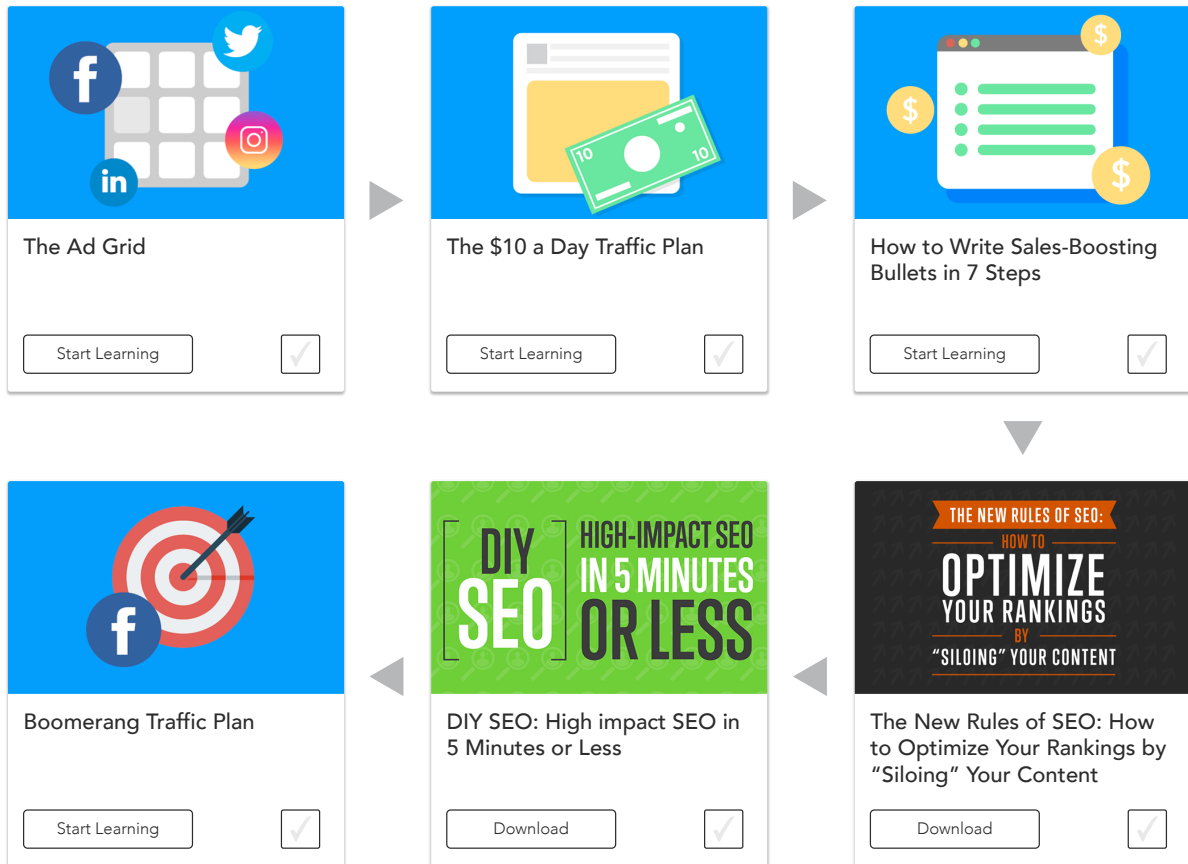 f
in
10
10
$
$
$
The Ad Grid
Start Learning
The $10 a Day Traffic Plan
Start Learning
How to Write Sales-Boosting
Bullets in 7 Steps
Start Learning
f
Boomerang Traffic Plan
Start Learning
DIY
SEO
HIGH-IMPACT SEO
IN 5 MINUTES
OR LESS
DIY SEO: High impact SEO in
5 Minutes or Less
Download
THE NEW RULES OF SEO:
HOW TO
OPTIMIZE
YOUR RANKINGS
BY
“SILOING” YOUR CONTENT
The New Rules of SEO: How
to Optimize Your Rankings by
“Siloing” Your Content
Download